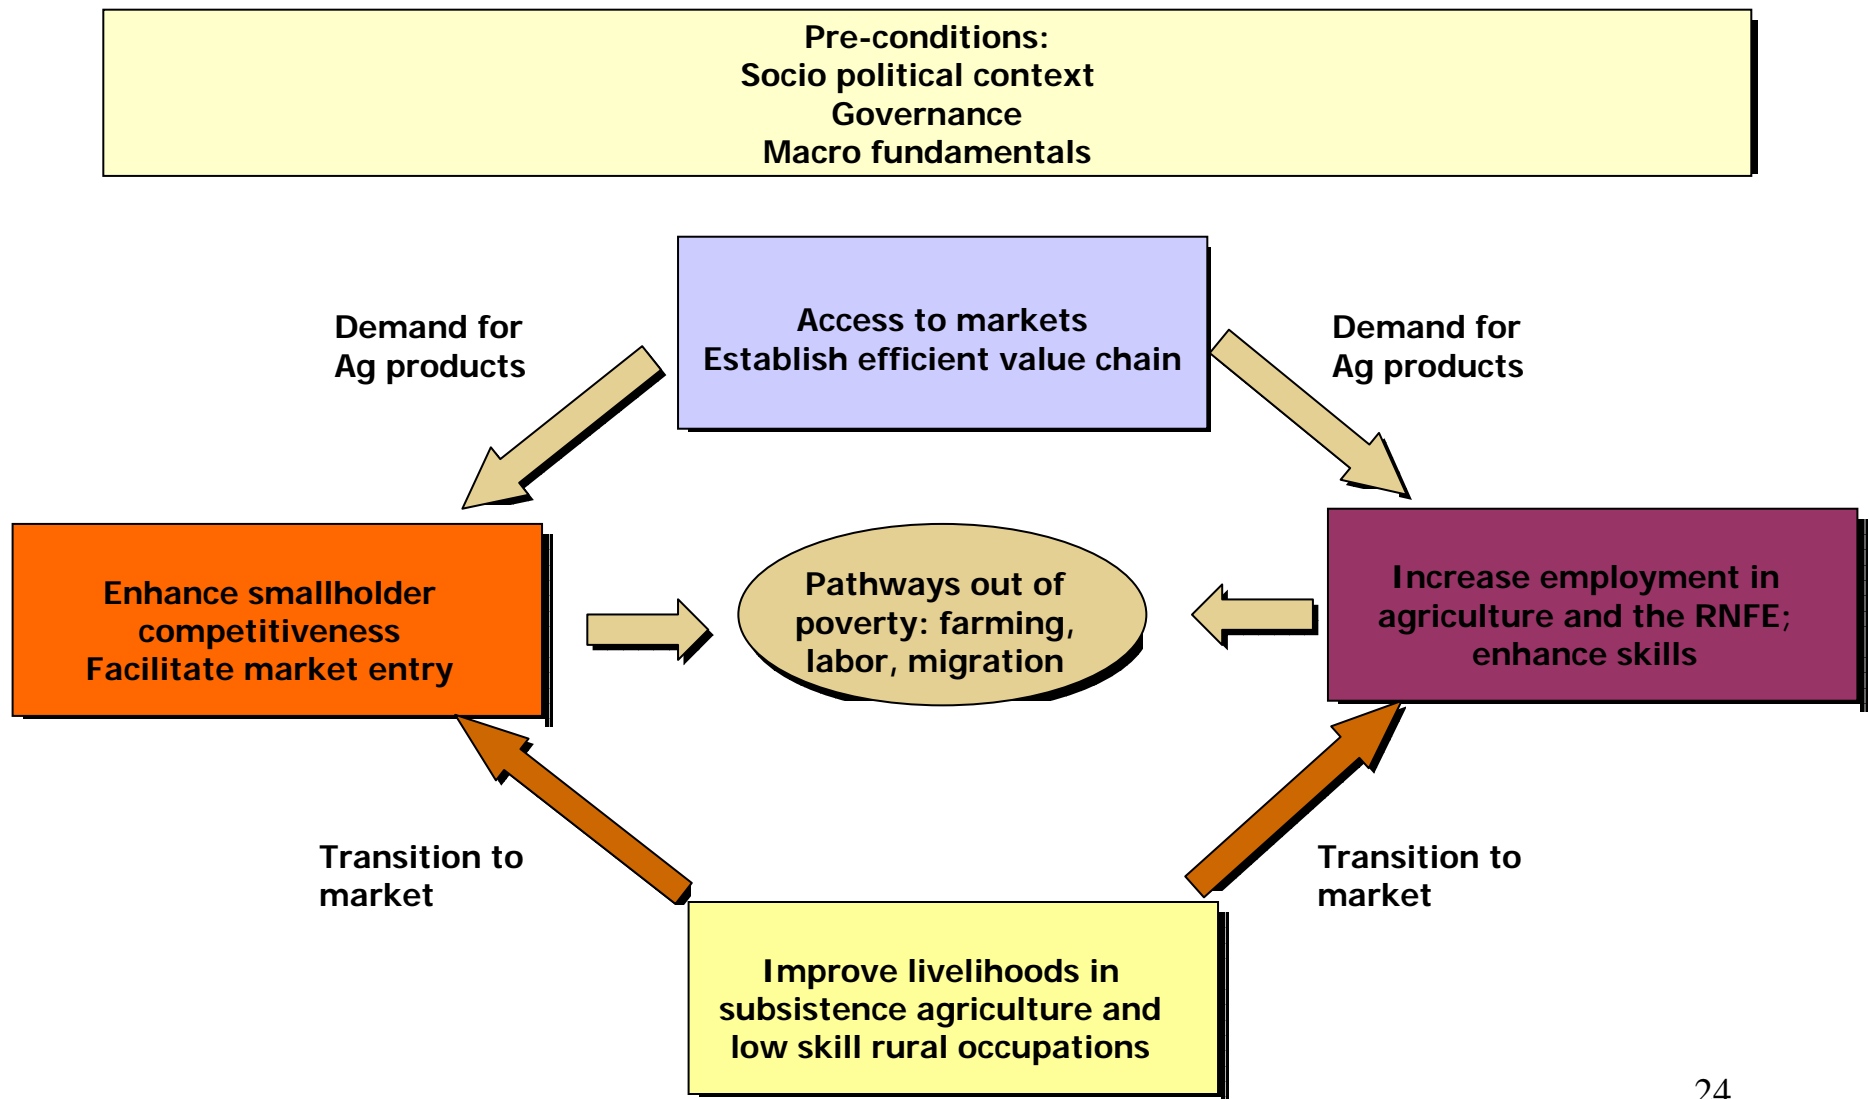 Pre-conditions:
Socio political context
Governance
Macro fundamentals
Access to markets
Establish efficient value chain
Demand for
Ag products
Demand for
Ag products
Enhance smallholder
competitiveness
Facilitate market entry
Pathways out of
poverty: farming,
labor, migration
Increase employment in
agriculture and the RNFE;
enhance skills
Transition to
market
Transition to
market
Improve livelihoods in
subsistence agriculture and
low skill rural occupations
24